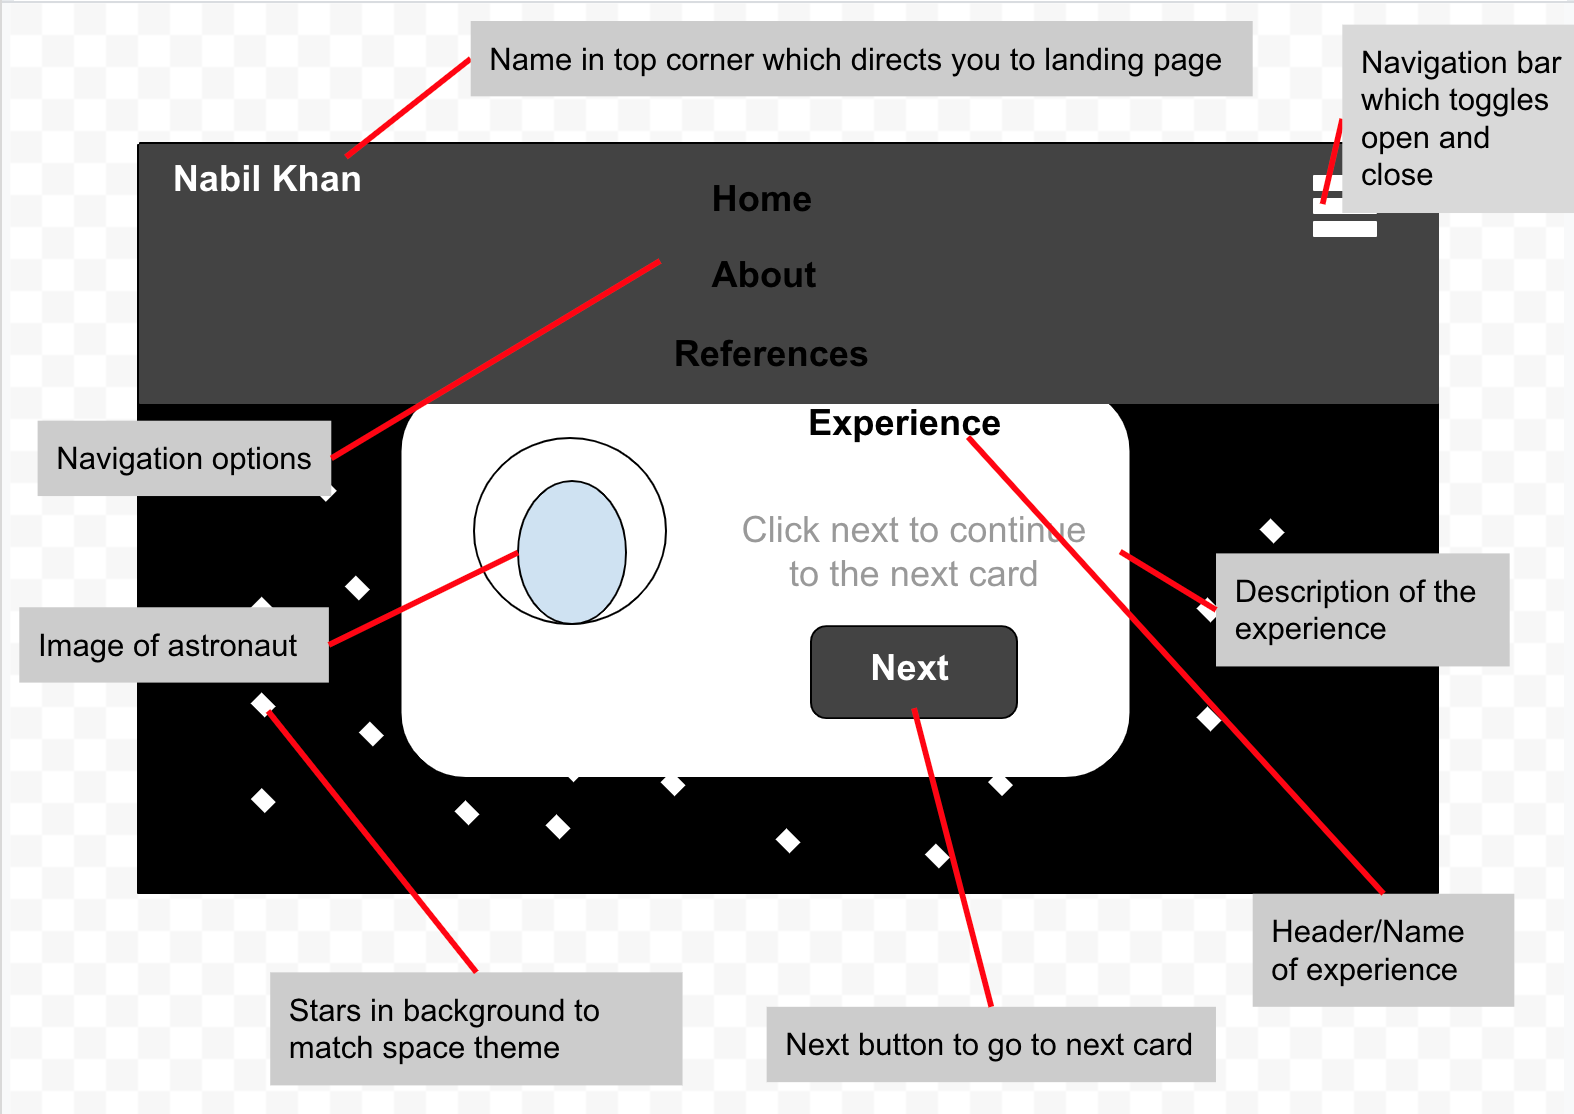 Name in top corner which directs you to landing page
Navigation bar
which toggles
open and
close
Nabil Khan
Home
About
References
Experience
Navigation options
Click next to continue
to the next card
Description of the
experience
Image of astronaut
Next
Header/Name
of experience
Stars in background to
match space theme
Next button to go to next card